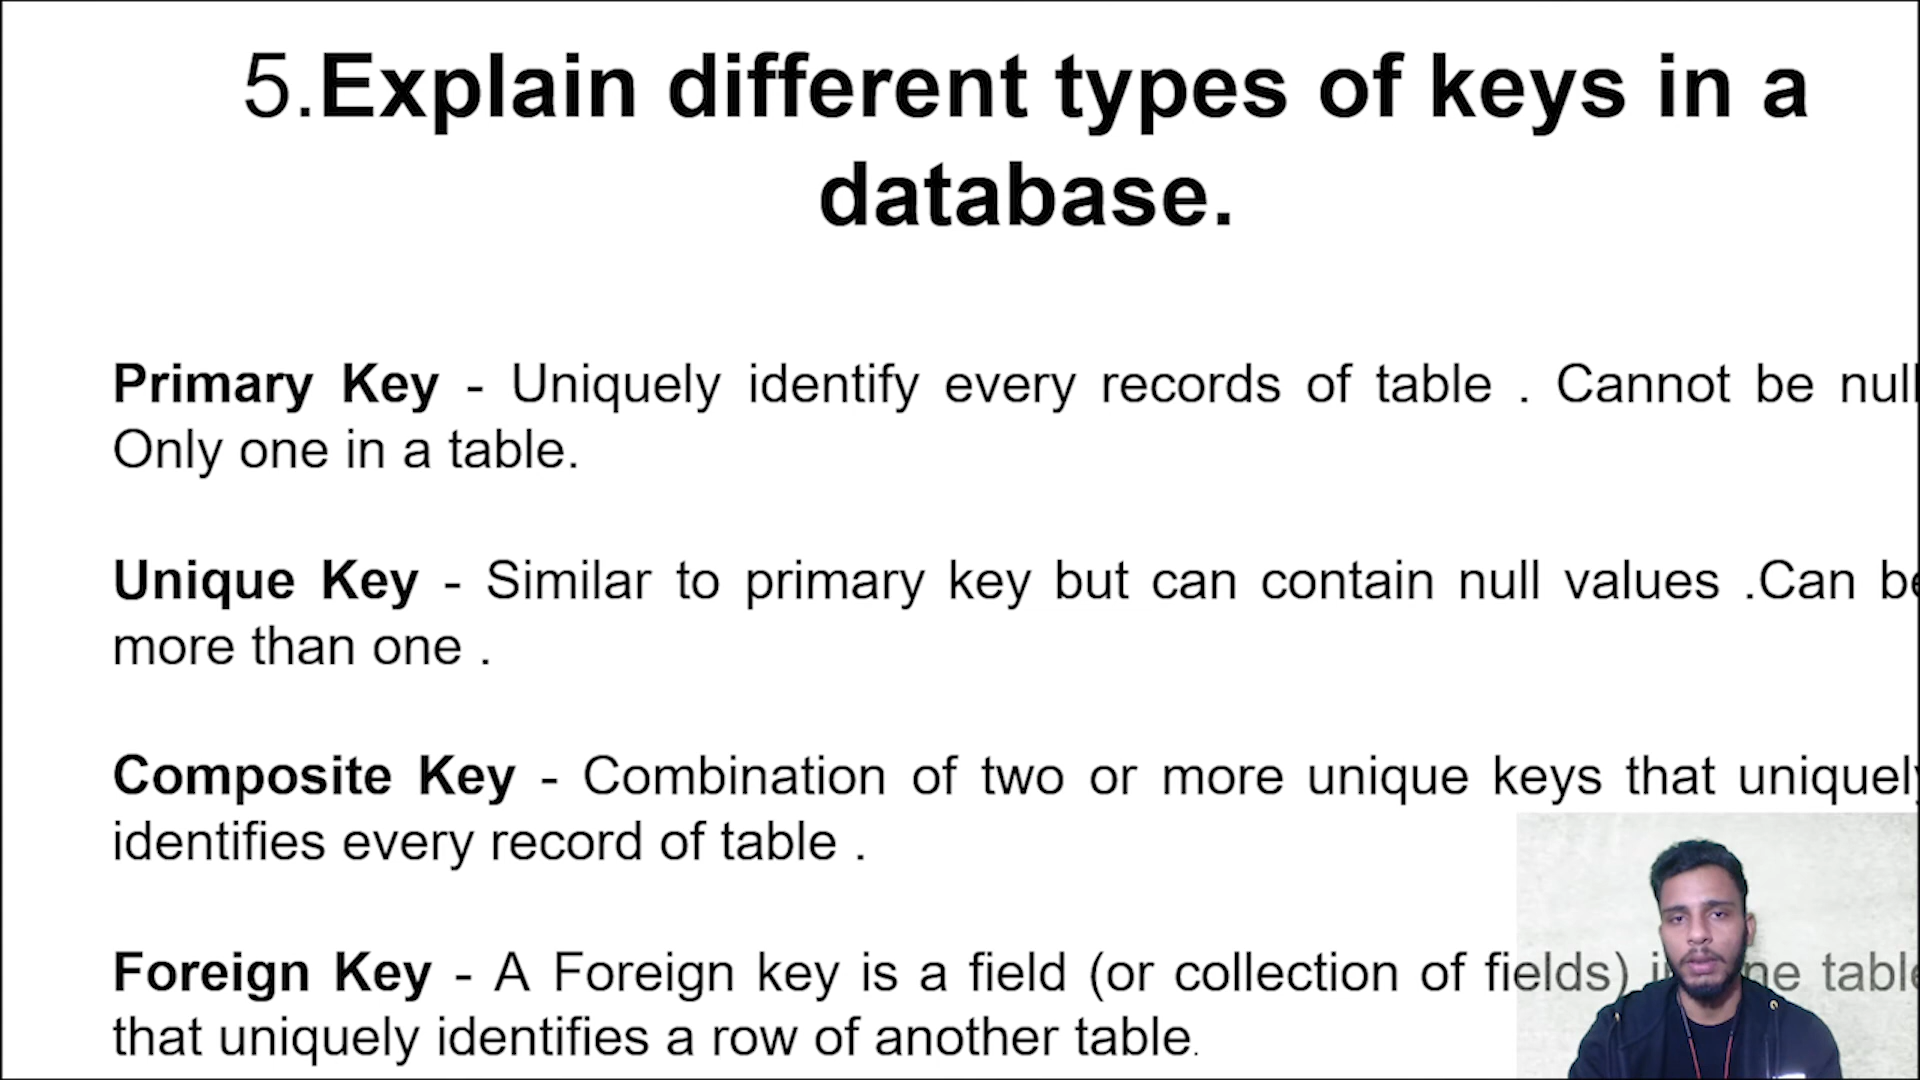 5.Explain different types of keys in a
database.
Primary Key - Uniquely identify every records of table . Cannot be null
Only one in a table.
Unique Key - Similar to primary key but can contain null values .Can be
more than one .
Composite Key - Combination of two or more unique keys that uniquely
identifies every record of table .
Foreign Key - A Foreign key is a field (or collection of fields) table
that uniquely identifies a row of another table.